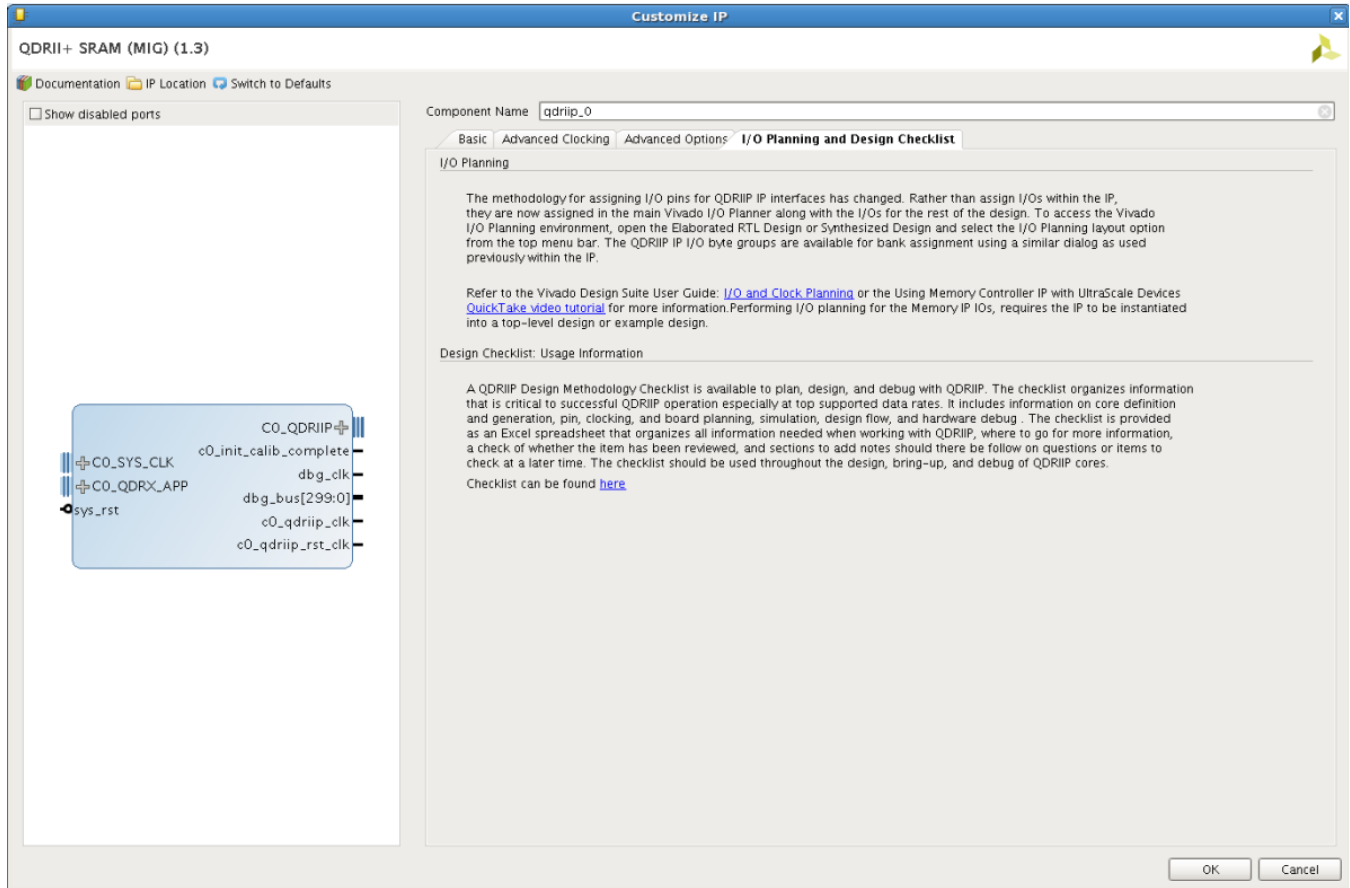 Customize IP
QDRII+ SRAM (MIG) (1.3)
Documentation IP Location Switch to Defaults
Show disabled ports
C0_SYS_CLK
C0_QDRX_APP
sys_rst
C0_QDRIIP
c0_init_calib_complete
dbg_clk
dbg_bus[299:0]
c0_qdriip_clk
c0_qdriip_rst_clk
Component Name qdriip_0
Basic Advanced Clocking Advanced Options I/O Planning and Design Checklist
I/O Planning
The methodology for assigning I/O pins for QDRIIP IP interfaces has changed. Rather than assign I/Os within the IP,
they are now assigned in the main Vivado I/O Planner along with the I/Os for the rest of the design. To access the Vivado
I/O Planning environment, open the Elaborated RTL Design or Synthesized Design and select the I/O Planning layout option
from the top menu bar. The QDRIIP IP I/O byte groups are available for bank assignment using a similar dialog as used
previously within the IP.
Refer to the Vivado Design Suite User Guide: I/O and Clock Planning or the Using Memory Controller IP with UltraScale Devices
QuickTake video tutorial for more information.Performing I/O planning for the Memory IP IOs, requires the IP to be instantiated
into a top-level design or example design.
Design Checklist: Usage Information
A QDRIIP Design Methodology Checklist is available to plan, design, and debug with QDRIIP. The checklist organizes information
that is critical to successful QDRIIP operation especially at top supported data rates. It includes information on core definition
and generation, pin, clocking, and board planning, simulation, design flow, and hardware debug . The checklist is provided
as an Excel spreadsheet that organizes all information needed when working with QDRIIP, where to go for more information,
a check of whether the item has been reviewed, and sections to add notes should there be follow on questions or items to
check at a later time. The checklist should be used throughout the design, bring-up, and debug of QDRIIP cores.
Checklist can be found here
OK Cancel